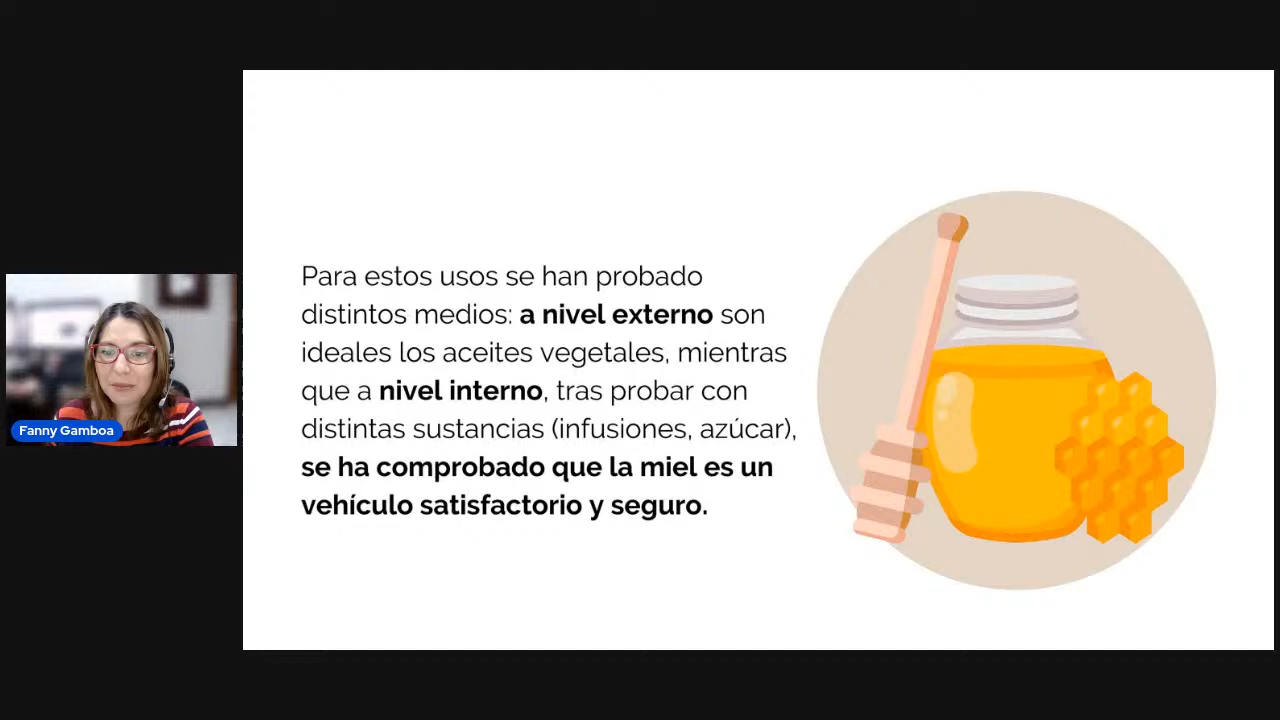 Para estos usos se han probado
distintos medios: a nivel externo son
ideales los aceites vegetales, mientras
que a nivel interno, tras probar con
distintas sustancias (infusiones, azúcar),
se ha comprobado que la miel es un
vehículo satisfactorio y seguro.
Fanny Gamboa